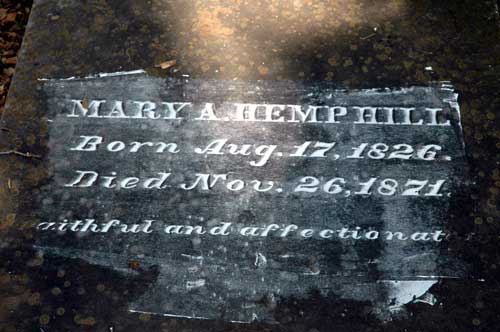 MARY A. HEMPHILL
Born Aug. 17, 1826.
Died Nov. 26, 1871.
aithful and affectionat